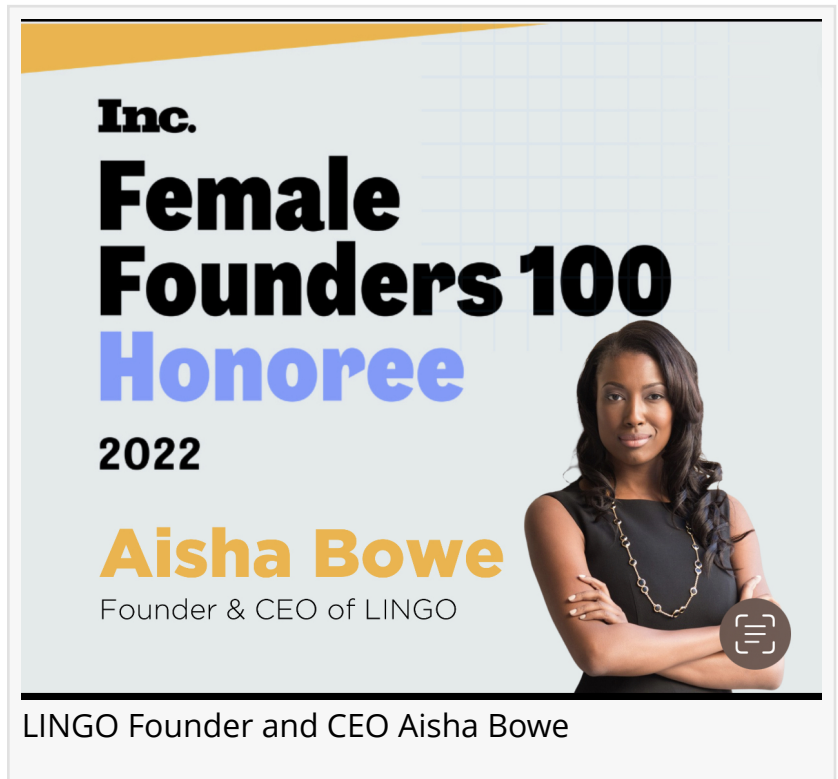 Inc.
Female
Founders 100
Honoree
2022
Aisha Bowe
Founder & CEO of LINGO
LINGO Founder and CEO Aisha Bowe